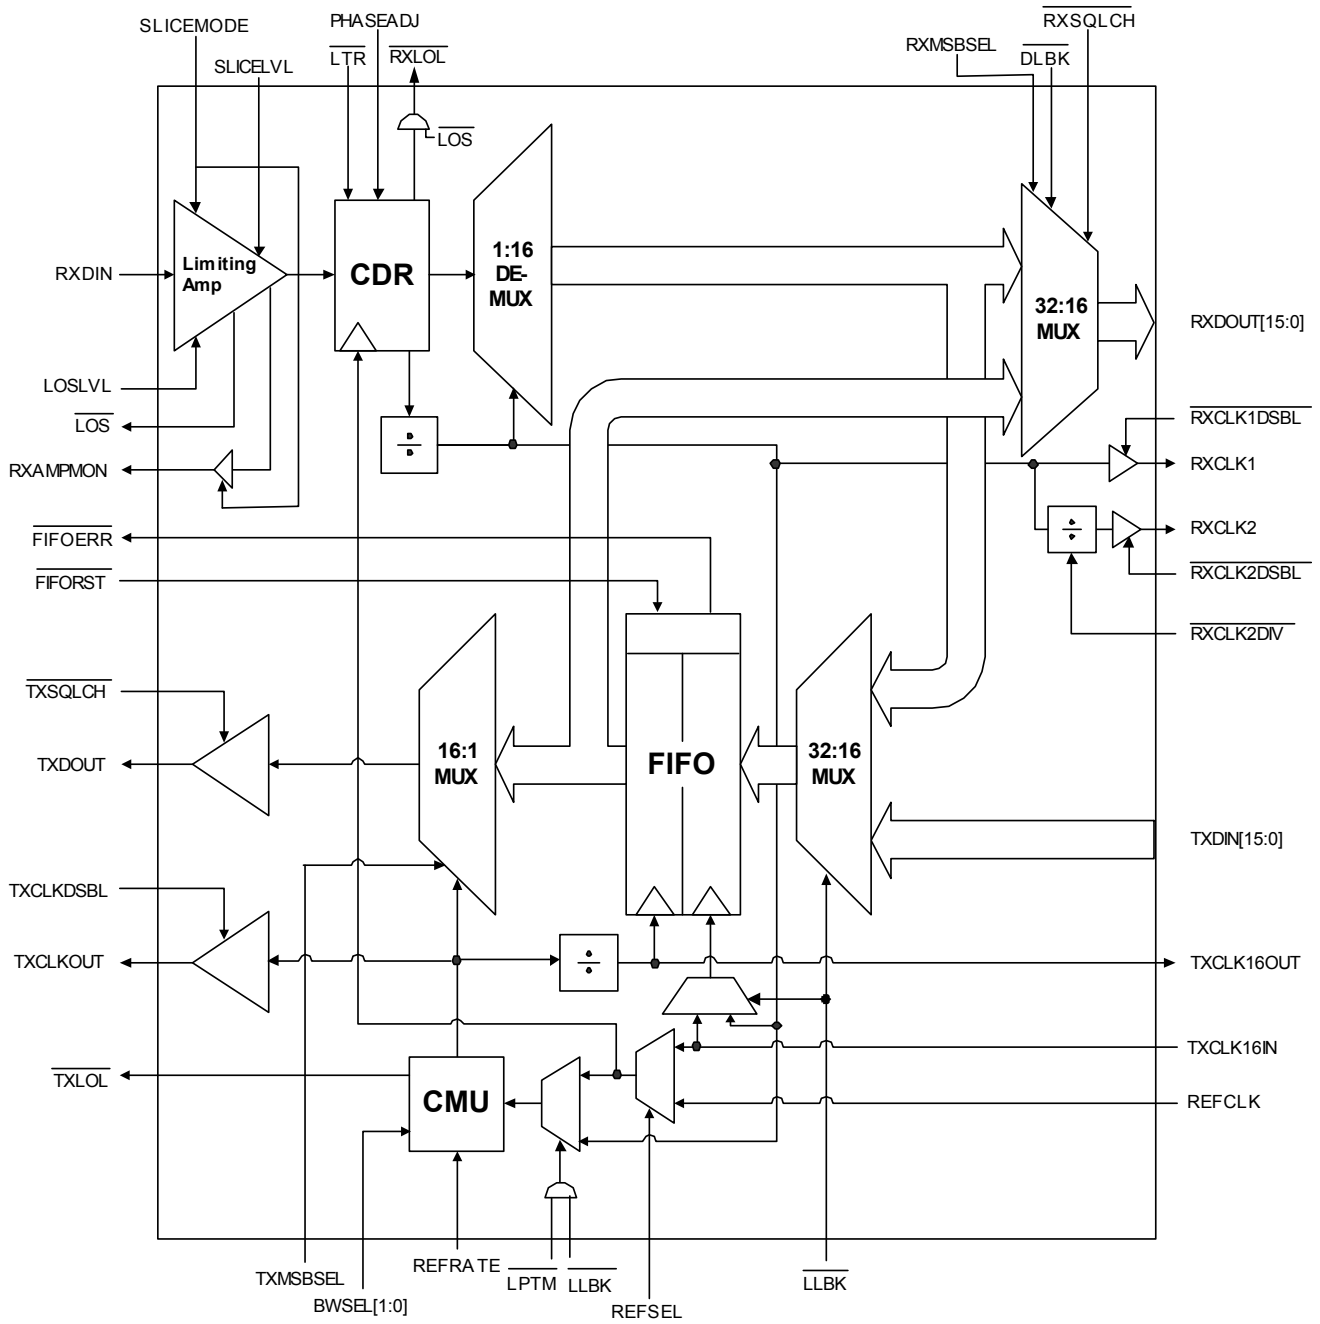 SLICEMODE
PHASEADJ
RXSQLCH
SLICELVL
LTR
RXLOL
RXMSBSEL
DLBK
LOS
Limiting
Amp
CDR
1:16
DE-
MUX
32:16
MUX
RXDIN
RXDOUT[15:0]
LOSLVL
LOS
RXCLK1DSBL
RXAMPMON
RXCLK1
÷
FIFOERR
÷
RXCLK2
FIFORST
RXCLK2DSBL
RXCLK2DIV
TXSQLCH
TXDOUT
16:1
MUX
FIFO
32:16
MUX
TXDIN[15:0]
TXCLKDSBL
TXCLKOUT
÷
TXCLK16OUT
TXCLK16IN
TXLOL
CMU
REFCLK
TXMSBSEL
BWSEL[1:0]
REFRATE
LPTM
LLBK
REFSEL
LLBK